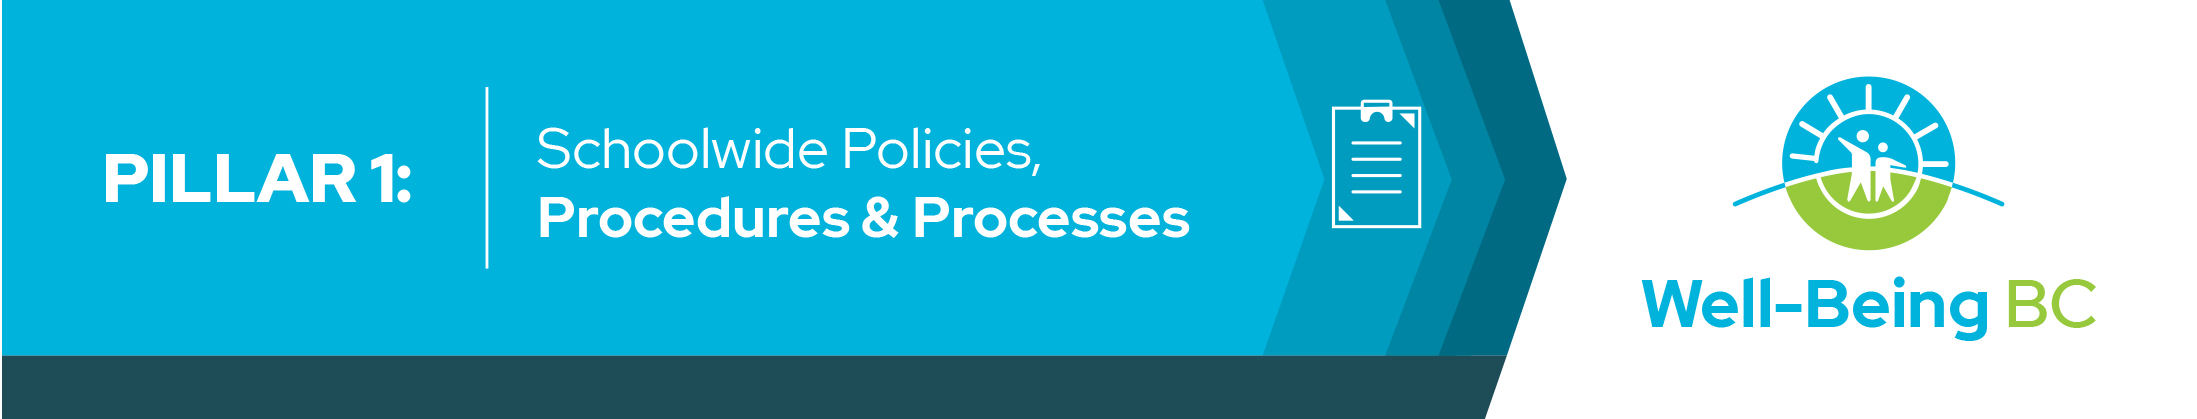 PILLAR 1:
Schoolwide Policies,
Procedures & Processes
Well-Being BC